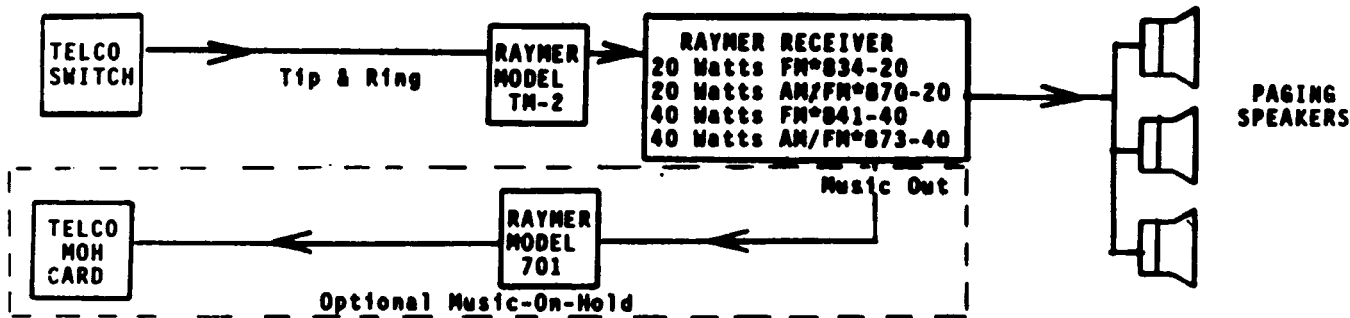 TELCO
SWITCH
Tip & Ring
RAYMER
MODEL
TM-2
RAYMER RECEIVER
20 Watts FM*834-20
20 Watts AM/FM*870-20
40 Watts FM*841-40
40 Watts AM/FM*873-40
PAGING
SPEAKERS
Music Out
TELCO
MOH
CARD
RAYMER
MODEL
701
Optional Music-On-Hold